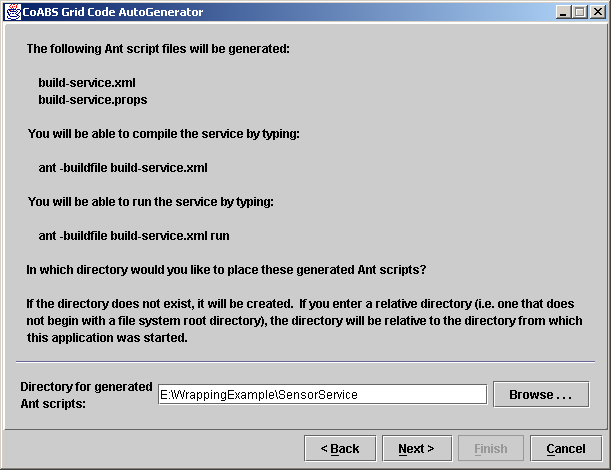 CoABS Grid Code AutoGenerator
The following Ant script files will be generated:
build-service.xml
build-service.props
You will be able to compile the service by typing:
ant -buildfile build-service.xml
You will be able to run the service by typing:
ant -buildfile build-service.xml run
In which directory would you like to place these generated Ant scripts?
If the directory does not exist, it will be created.  If you enter a relative directory (i.e. one that does
not begin with a file system root directory), the directory will be relative to the directory from which
this application was started.
Directory for generated
Ant scripts:
E:\WrappingExample\SensorService
Browse . . .
< Back
Next >
Finish
Cancel